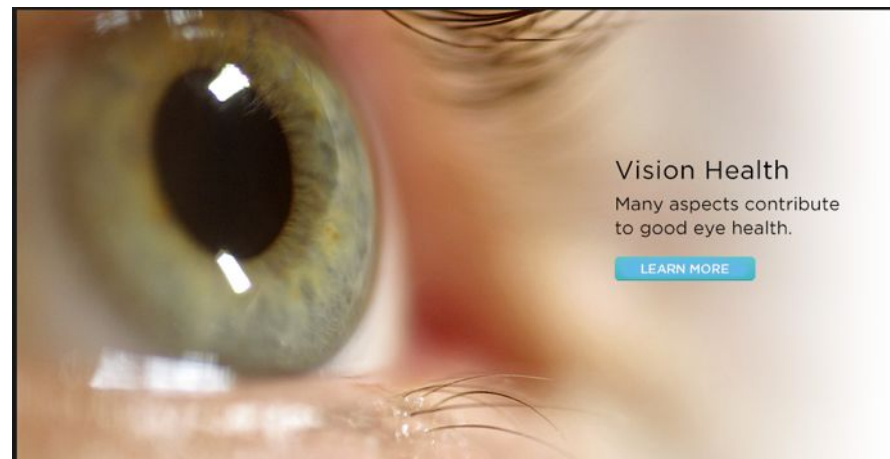 Vision Health
Many aspects contribute
to good eye health.
LEARN MORE